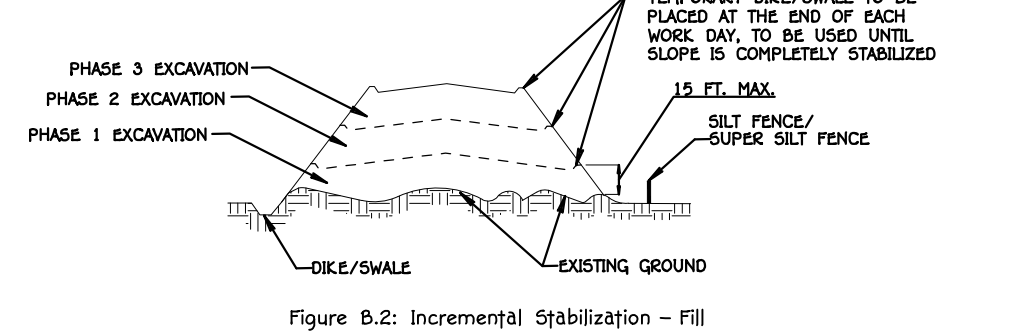 TEMPORARY DIKE/SWALE TO BE
PLACED AT THE END OF EACH
WORK DAY, TO BE USED UNTIL
SLOPE IS COMPLETELY STABILIZED
PHASE 3 EXCAVATION
PHASE 2 EXCAVATION
PHASE 1 EXCAVATION
15 FT. MAX.
SILT FENCE/
SUPER SILT FENCE
DIKE/SWALE
EXISTING GROUND
Figure B.2: Incremental Stabilization – Fill